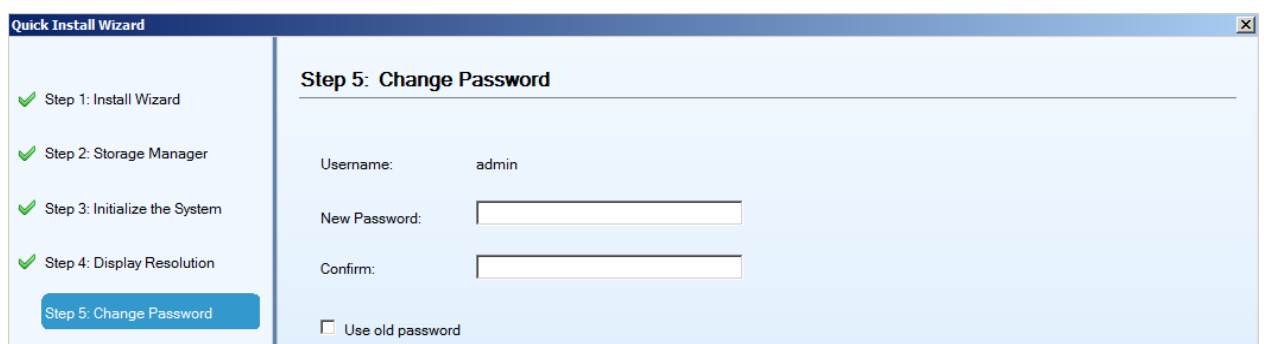 Quick Install Wizard
Step 1: Install Wizard
Step 2: Storage Manager
Step 3: Initialize the System
Step 4: Display Resolution
Step 5: Change Password
Step 5: Change Password
Username: admin
New Password:
Confirm:
Use old password